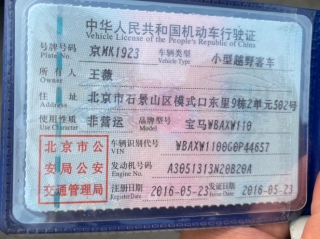 中华人民共和国机动车行驶证
Vehicle License of the People's Republic of China
号牌号码 京MK1923 车辆类型 小型越野客车
Plate No. Vehicle Type
所有人 王薇
Owner
住址 北京市石景山区模式口东里9栋2单元502号
Address
使用性质 非营运 品牌型号 宝马WBAXW110
Use Character Model
北京市公 车辆识别代号 WBAXW1100G0P44657
VIN
安局公安 发动机号码 A3051313N20B20A
Engine No.
交通管理局 注册日期 2016-05-23 发证日期 2016-05-23
Register Date Issue Date